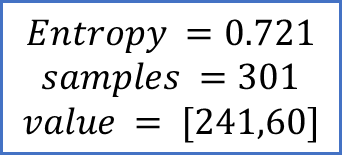 Entropy = 0.721
samples = 301
value = [241,60]